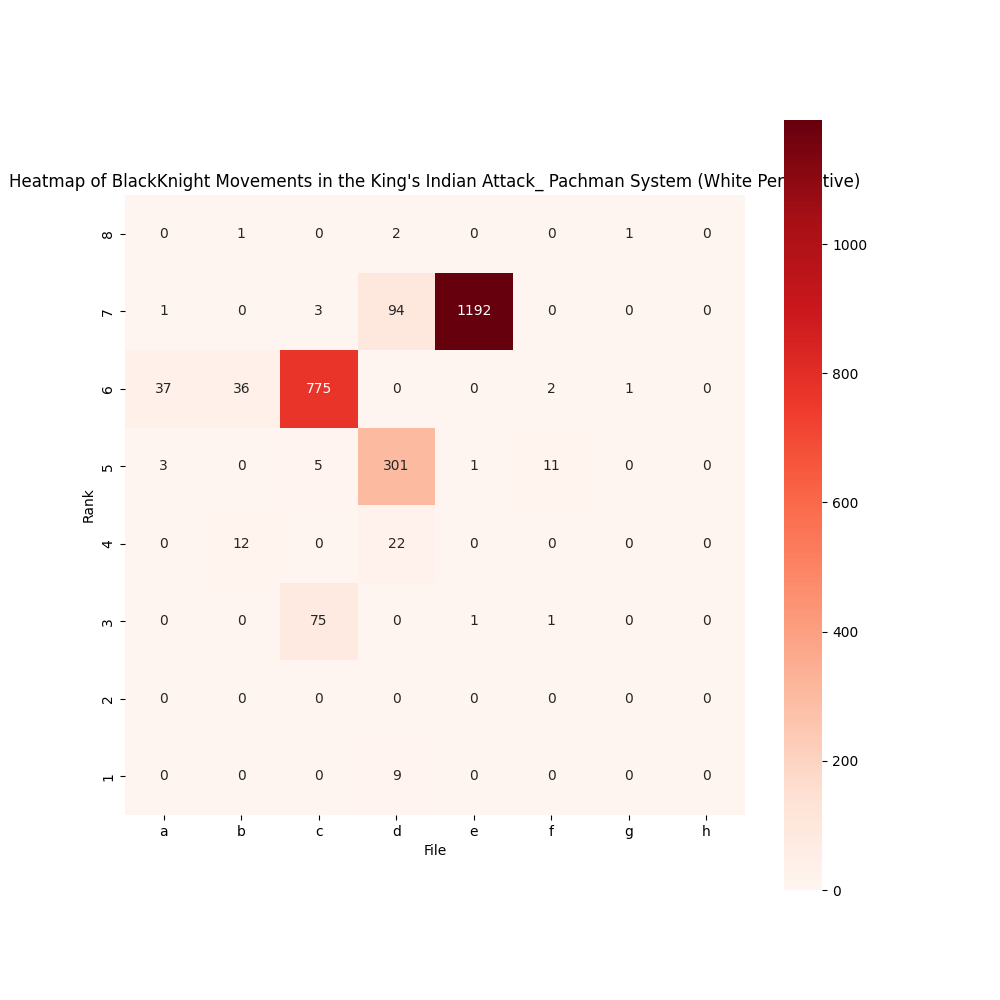 Heatmap of BlackKnight Movements in the King's Indian Attack_ Pachman System (White Per tive)
8 0 1 0 2 0 0 1 0
7 1 0 3 94 1192 0 0 0
6 37 36 775 0 0 2 1 0
5 3 0 5 301 1 11 0 0
4 0 12 0 22 0 0 0 0
3 0 0 75 0 1 1 0 0
2 0 0 0 0 0 0 0 0
1 0 0 0 9 0 0 0 0
a b c d e f g h
File
Rank
1000
800
600
400
200
0